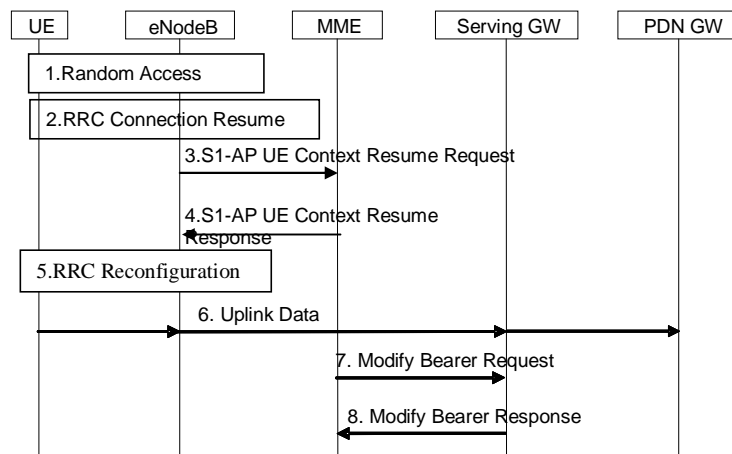 UE
eNodeB
MME
Serving GW
PDN GW
1.Random Access
2.RRC Connection Resume
3.S1-AP UE Context Resume Request
4.S1-AP UE Context Resume
Response
5.RRC Reconfiguration
6. Uplink Data
7. Modify Bearer Request
8. Modify Bearer Response